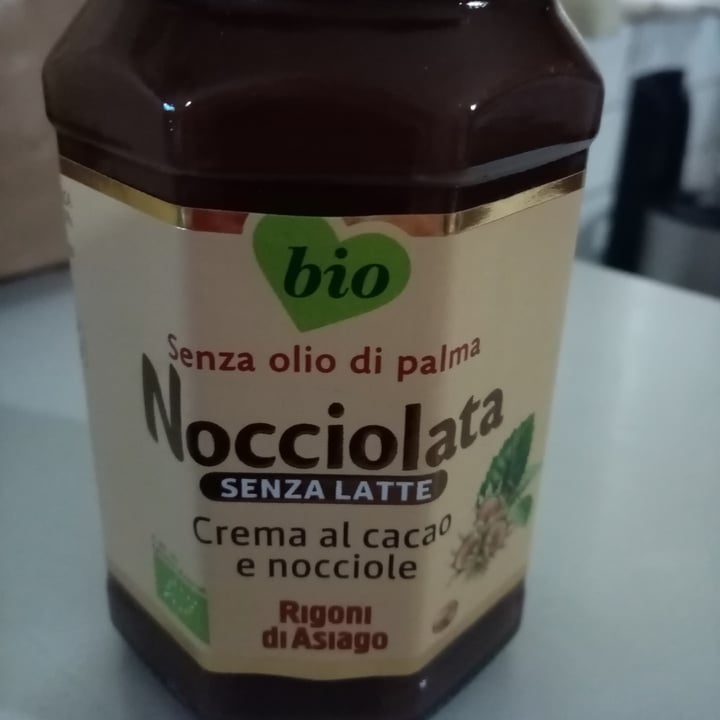 bio
Senza olio di palma
Nocciolata
SENZA LATTE
Crema al cacao
e nocciole
Rigoni
di Asiago